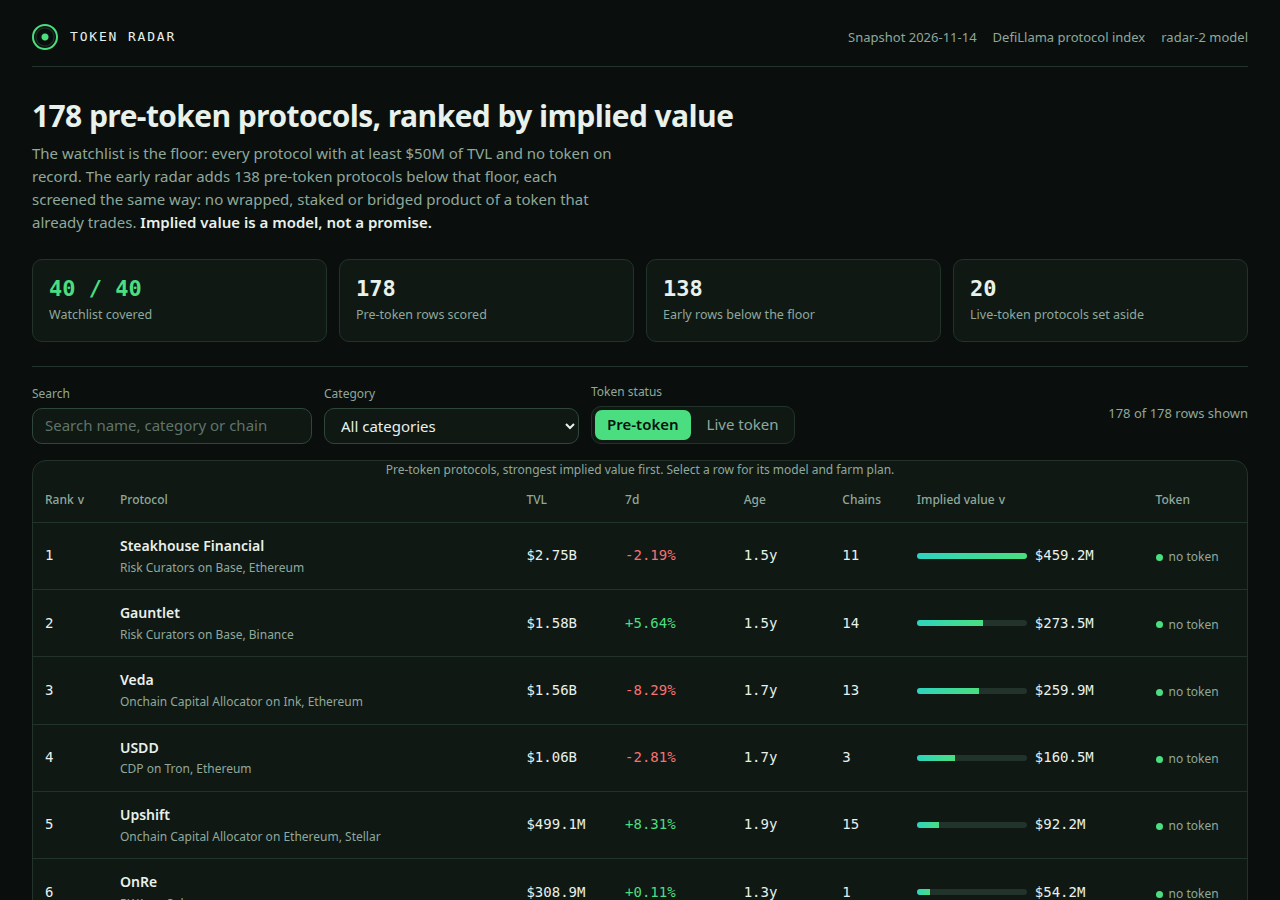 TOKEN RADAR
Snapshot 2026-11-14 DefiLlama protocol index radar-2 model
178 pre-token protocols, ranked by implied value
The watchlist is the floor: every protocol with at least $50M of TVL and no token on
record. The early radar adds 138 pre-token protocols below that floor, each
screened the same way: no wrapped, staked or bridged product of a token that
already trades. Implied value is a model, not a promise.
40 / 40
Watchlist covered
178
Pre-token rows scored
138
Early rows below the floor
20
Live-token protocols set aside
Search
Search name, category or chain
Category
All categories
Token status
Pre-token Live token
178 of 178 rows shown
Pre-token protocols, strongest implied value first. Select a row for its model and farm plan.
Rank v Protocol TVL 7d Age Chains Implied value v Token
1 Steakhouse Financial $2.75B -2.19% 1.5y 11 $459.2M no token
Risk Curators on Base, Ethereum
2 Gauntlet $1.58B +5.64% 1.5y 14 $273.5M no token
Risk Curators on Base, Binance
3 Veda $1.56B -8.29% 1.7y 13 $259.9M no token
Onchain Capital Allocator on Ink, Ethereum
4 USDD $1.06B -2.81% 1.7y 3 $160.5M no token
CDP on Tron, Ethereum
5 Upshift $499.1M +8.31% 1.9y 15 $92.2M no token
Onchain Capital Allocator on Ethereum, Stellar
6 OnRe $308.9M +0.11% 1.3y 1 $54.2M no token